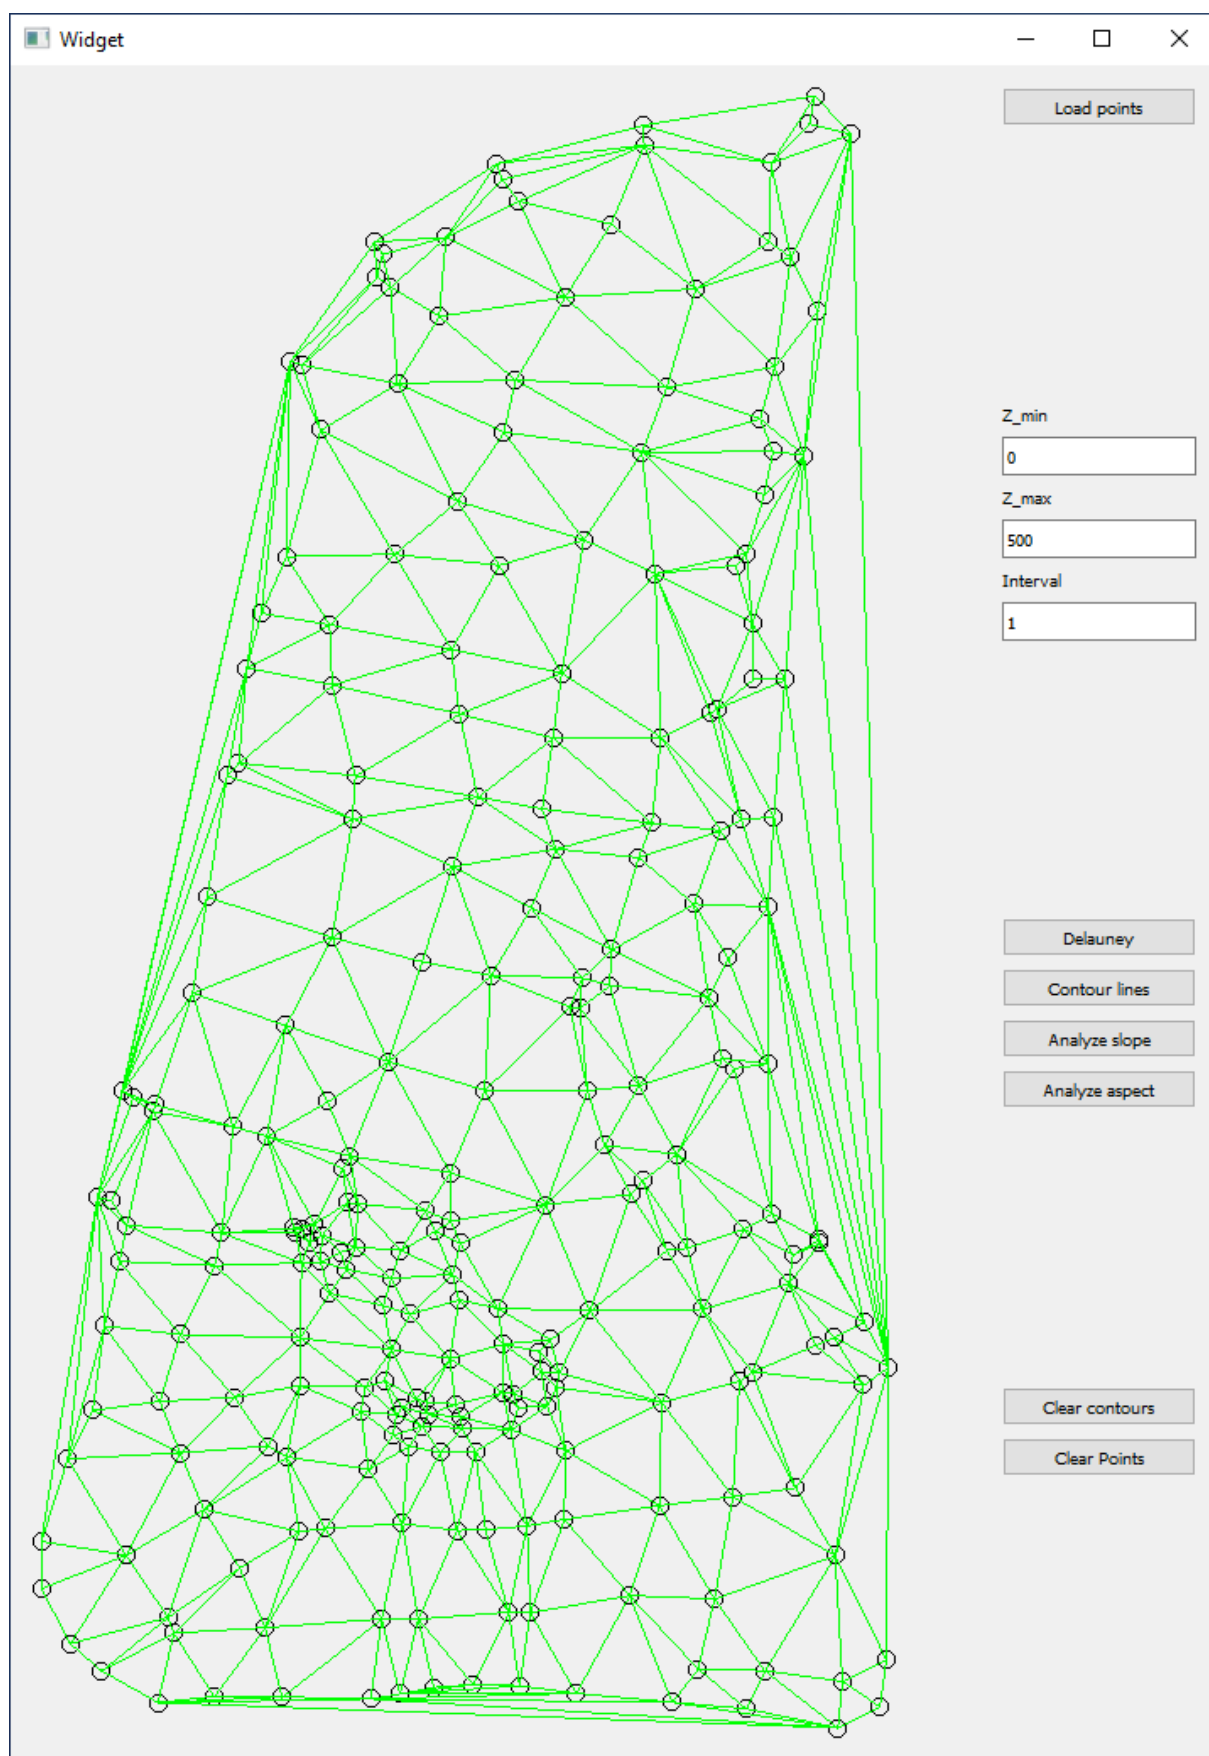 Widget
Load points
Z_min
0
Z_max
500
Interval
1
Delauney
Contour lines
Analyze slope
Analyze aspect
Clear contours
Clear Points